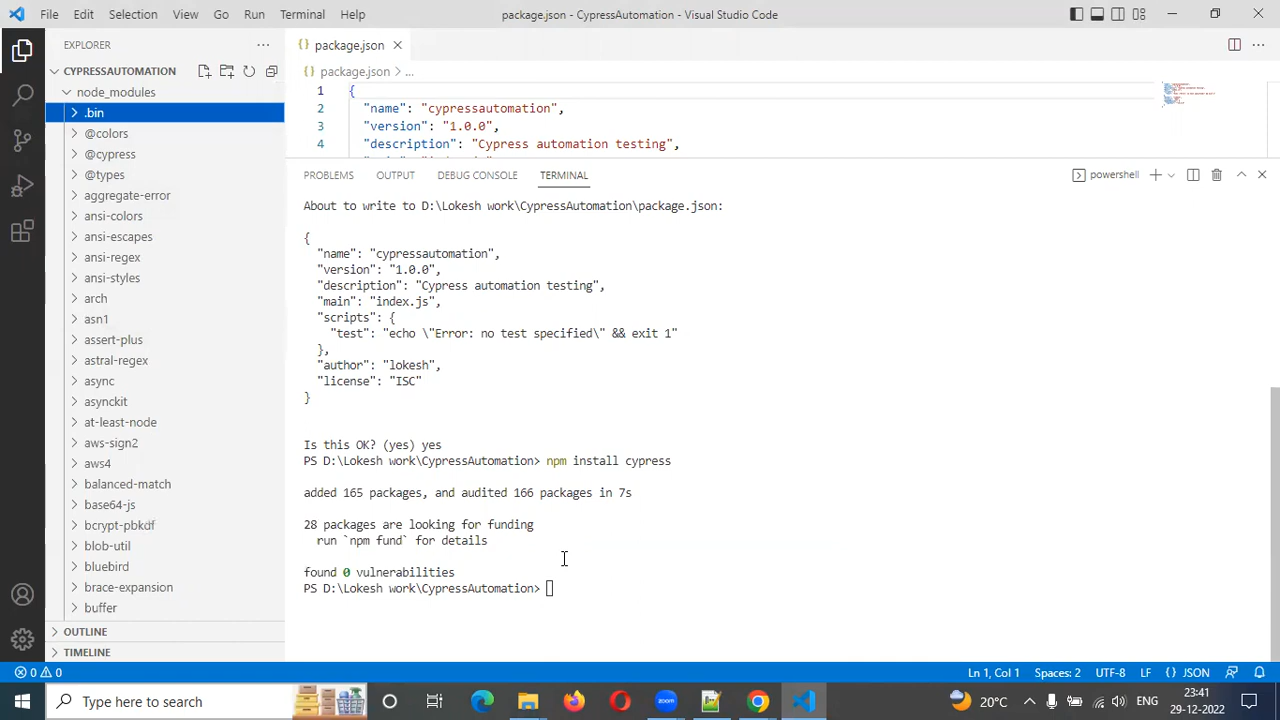 File Edit Selection View Go Run Terminal Help
package.json - CypressAutomation - Visual Studio Code
EXPLORER
CYPRESSAUTOMATION
node_modules
.bin
@colors
@cypress
@types
aggregate-error
ansi-colors
ansi-escapes
ansi-regex
ansi-styles
arch
asn1
assert-plus
astral-regex
async
asynckit
at-least-node
aws-sign2
aws4
balanced-match
base64-js
bcrypt-pbkdf
blob-util
bluebird
brace-expansion
buffer
OUTLINE
TIMELINE
{} package.json
{} package.json > ...
1 {
2 "name": "cypressautomation",
3 "version": "1.0.0",
4 "description": "Cypress automation testing",
PROBLEMS OUTPUT DEBUG CONSOLE TERMINAL
powershell
About to write to D:\Lokesh work\CypressAutomation\package.json:
{
"name": "cypressautomation",
"version": "1.0.0",
"description": "Cypress automation testing",
"main": "index.js",
"scripts": {
"test": "echo \"Error: no test specified\" && exit 1"
},
"author": "lokesh",
"license": "ISC"
}
Is this OK? (yes) yes
PS D:\Lokesh work\CypressAutomation> npm install cypress
added 165 packages, and audited 166 packages in 7s
28 packages are looking for funding
run `npm fund` for details
found 0 vulnerabilities
PS D:\Lokesh work\CypressAutomation>
0 0
Ln 1, Col 1 Spaces: 2 UTF-8 LF {} JSON
Type here to search
zoom
20°C
ENG
23:41
29-12-2022